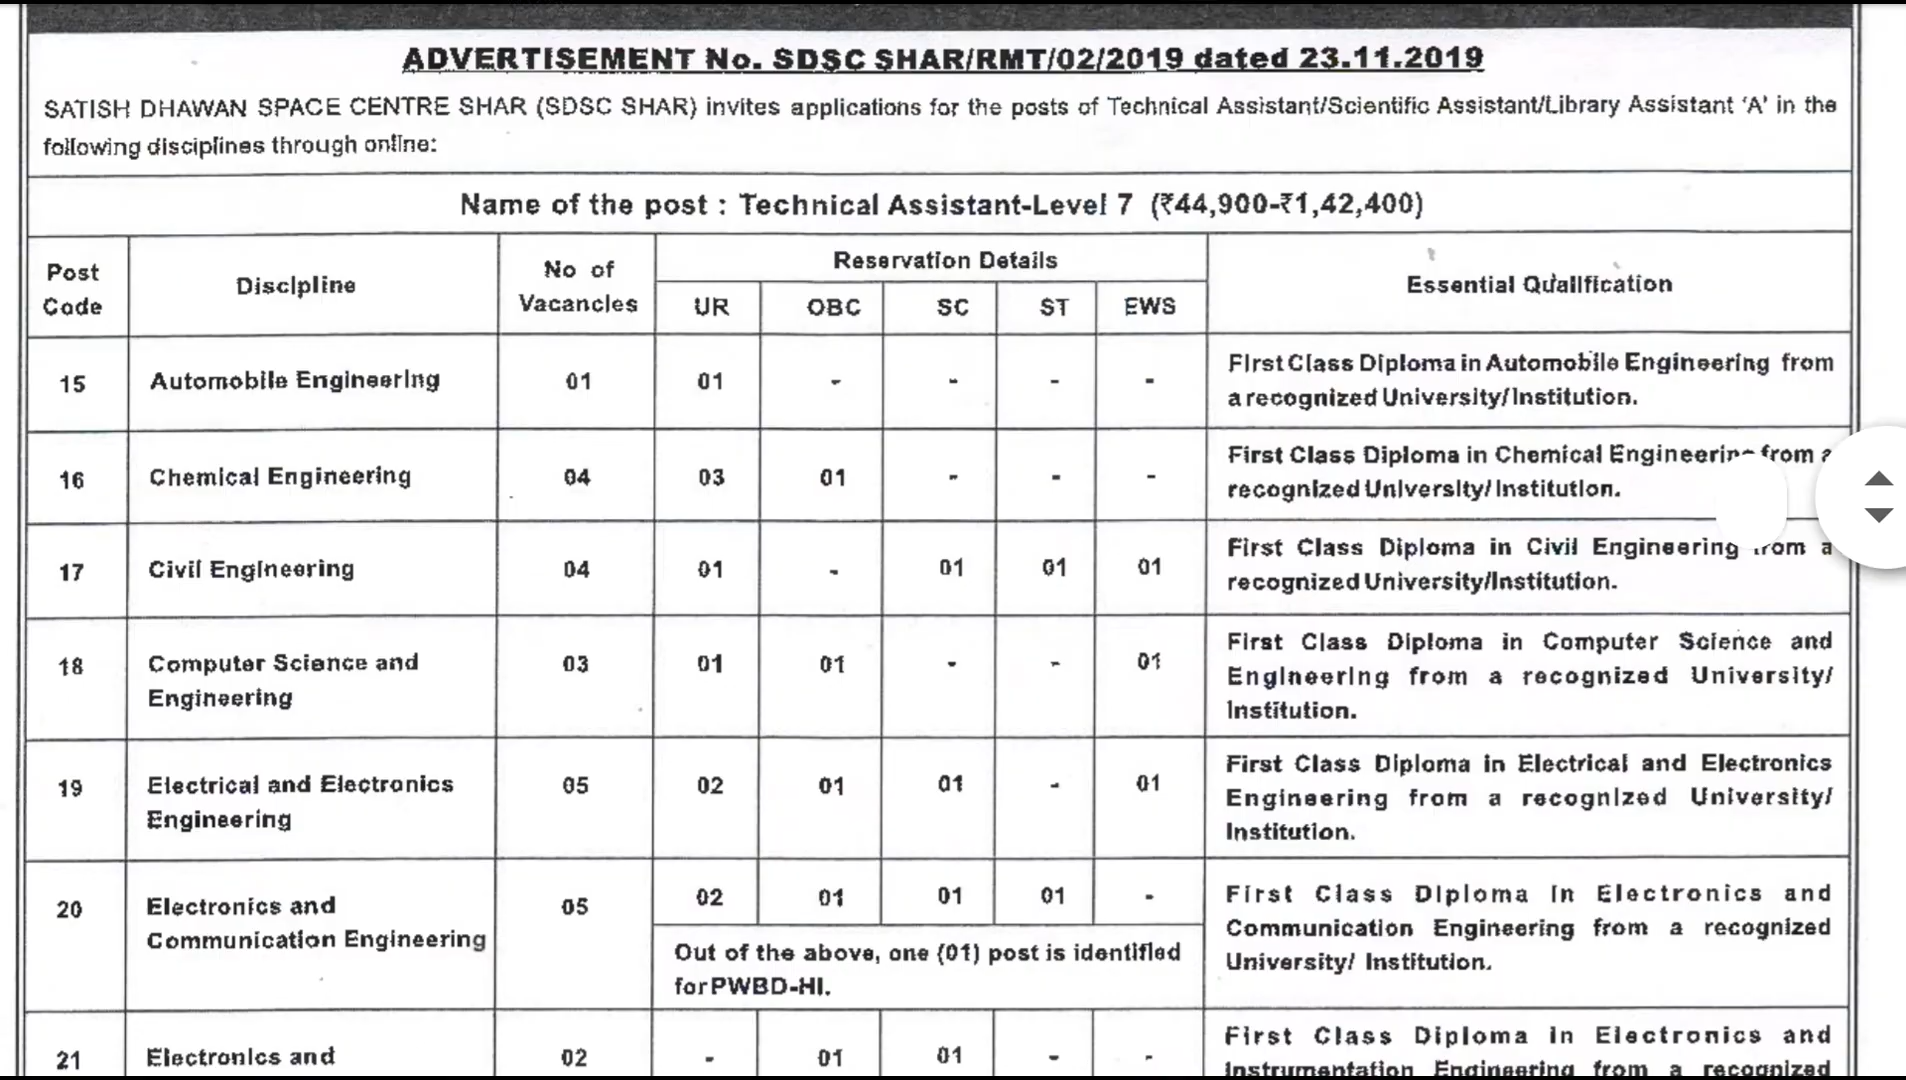 ADVERTISEMENT No. SDSC SHAR/RMT/02/2019 dated 23.11.2019
SATISH DHAWAN SPACE CENTRE SHAR (SDSC SHAR) invites applications for the posts of Technical Assistant/Scientific Assistant/Library Assistant 'A' in the
following disciplines through online:
Name of the post : Technical Assistant-Level 7 (₹44,900-₹1,42,400)
Post Code
Discipline
No of Vacancies
Reservation Details
UR OBC SC ST EWS
Essential Qualification
15 Automobile Engineering 01 01 - - - -
First Class Diploma in Automobile Engineering from
a recognized University/Institution.
16 Chemical Engineering 04 03 01 - - -
First Class Diploma in Chemical Engineering from a
recognized University/Institution.
17 Civil Engineering 04 01 - 01 01 01
First Class Diploma in Civil Engineering from a
recognized University/Institution.
18 Computer Science and
Engineering
03 01 01 - - 01
First Class Diploma in Computer Science and
Engineering from a recognized University/
Institution.
19 Electrical and Electronics
Engineering
05 02 01 01 - 01
First Class Diploma in Electrical and Electronics
Engineering from a recognized University/
Institution.
20 Electronics and
Communication Engineering
05 02 01 01 01 -
Out of the above, one (01) post is identified
for PWBD-HI.
First Class Diploma in Electronics and
Communication Engineering from a recognized
University/ Institution.
21 Electronics and 02 - 01 01 - -
First Class Diploma in Electronics and
Instrumentation Engineering from a recognized